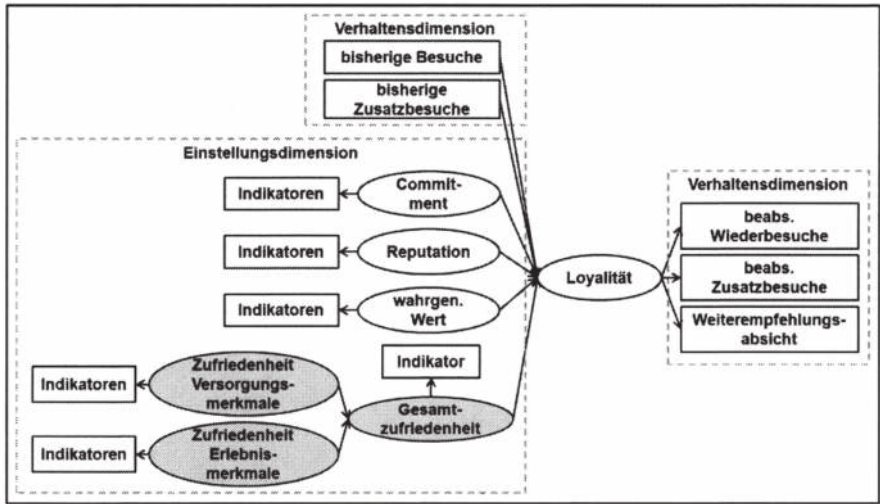 Verhaltensdimension
bisherige Besuche
bisherige
Zusatzbesuche
Einstellungsdimension
Indikatoren
Commit-
ment
Indikatoren
Reputation
Indikatoren
wahrgen.
Wert
Indikator
Indikatoren
Zufriedenheit
Versorgungs-
merkmale
Gesamt-
zufriedenheit
Indikatoren
Zufriedenheit
Erlebnis-
merkmale
Loyalität
Verhaltensdimension
beabs.
Wiederbesuche
beabs.
Zusatzbesuche
Weiterempfehlungs-
absicht